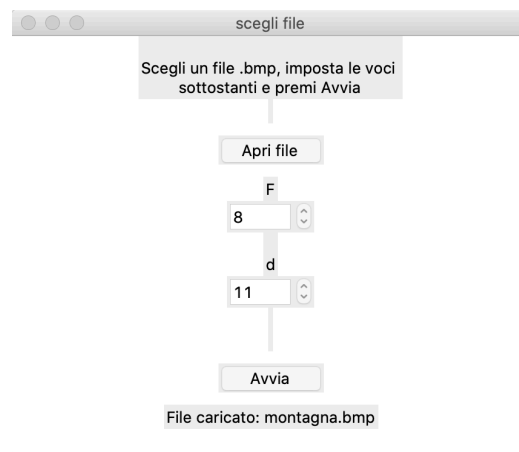 scegli file
Scegli un file .bmp, imposta le voci
sottostanti e premi Avvia
Apri file
F
8
d
11
Avvia
File caricato: montagna.bmp